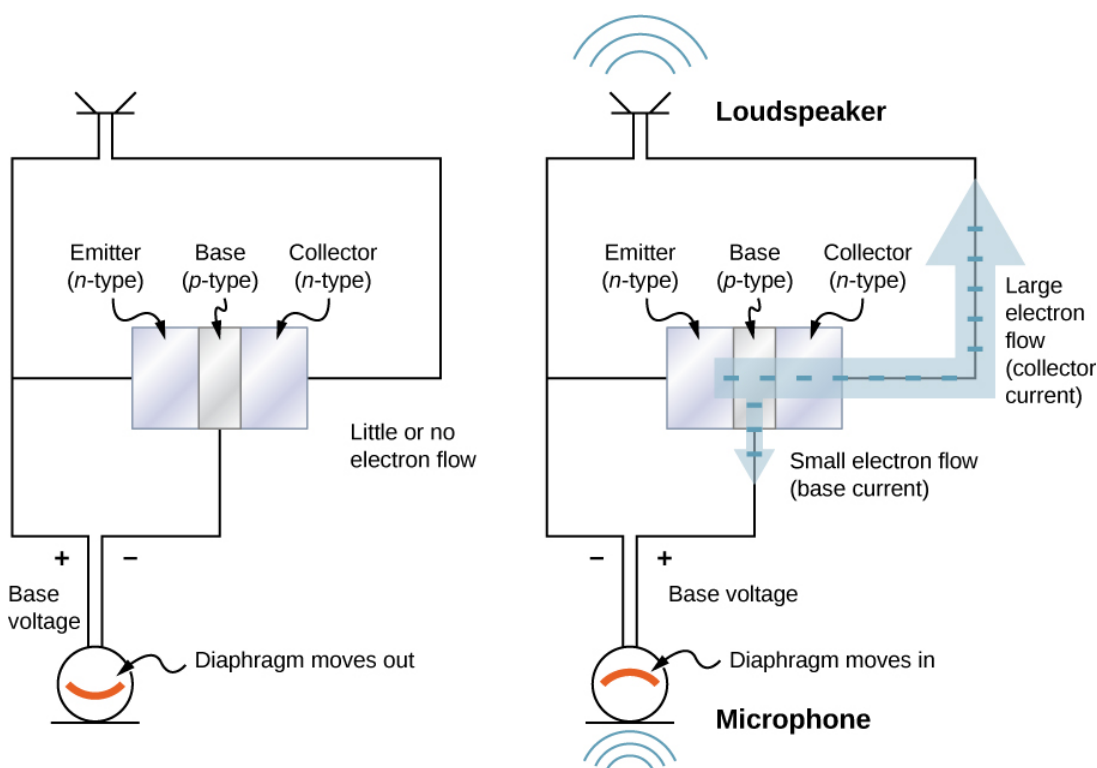 Loudspeaker
Emitter
(n-type)
Base
(p-type)
Collector
(n-type)
Little or no
electron flow
+
−
Base
voltage
Diaphragm moves out
Emitter
(n-type)
Base
(p-type)
Collector
(n-type)
Large
electron
flow
(collector
current)
Small electron flow
(base current)
−
+
Base voltage
Diaphragm moves in
Microphone